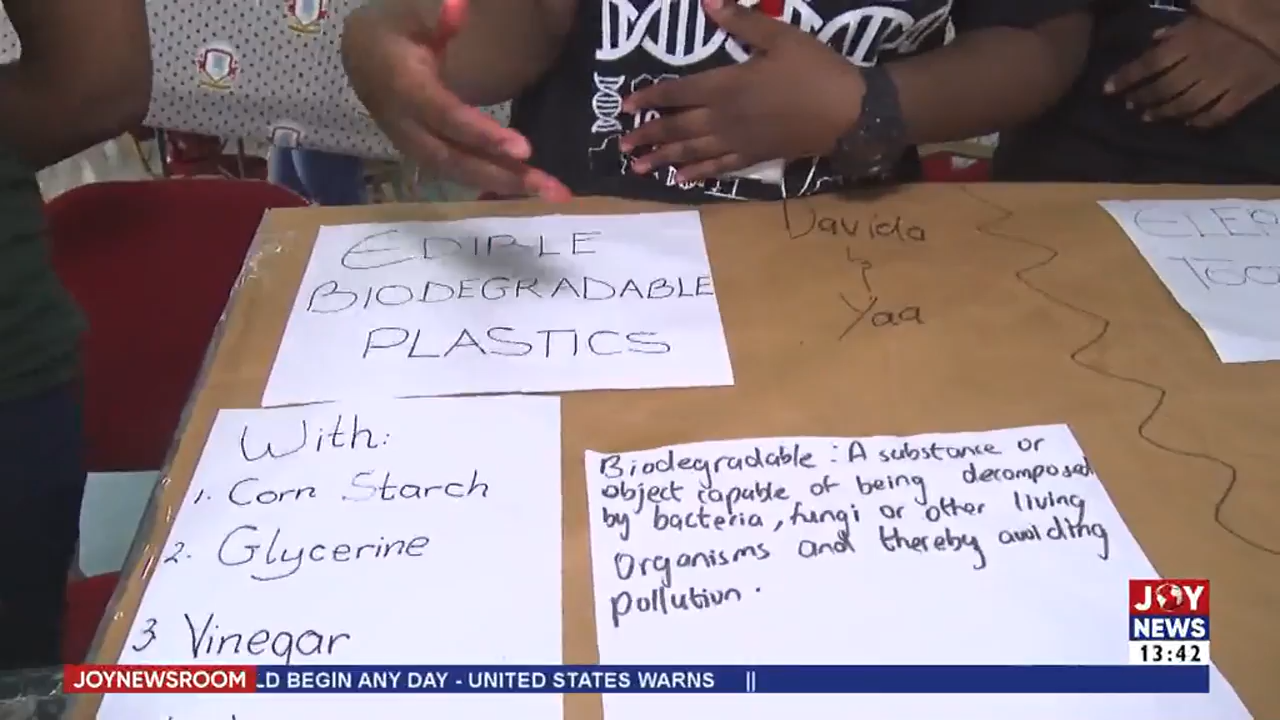 EDIBLE
BIODEGRADABLE
PLASTICS
Davida
Yaa
With:
1. Corn Starch
2. Glycerine
3 Vinegar
Biodegradable : A substance or
object capable of being decomposed
by bacteria, fungi or other living
Organisms and thereby avoiding
pollution.
JOY
NEWS
13:42
JOYNEWSROOM
LD BEGIN ANY DAY - UNITED STATES WARNS ||